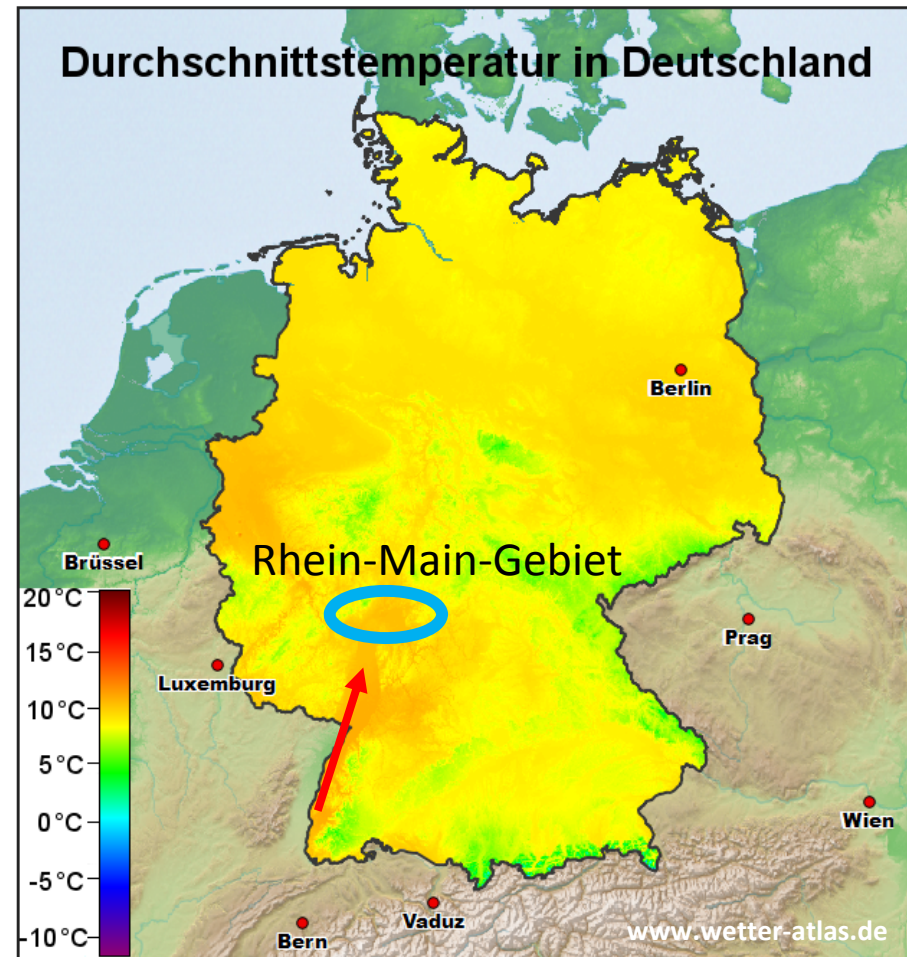 Durchschnittstemperatur in Deutschland
Berlin
Brüssel
Rhein-Main-Gebiet
20°C
15°C
10°C
5°C
0°C
-5°C
-10°C
Luxemburg
Prag
Wien
Bern
Vaduz
www.wetter-atlas.de